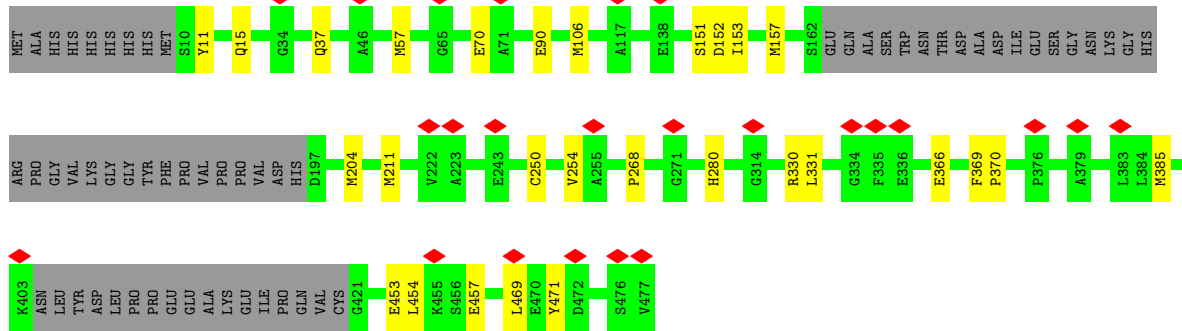 MET ALA HIS HIS HIS HIS HIS HIS MET S10 Y11 Q15 G34 Q37 A46 M57 G65 E70 A71 E90 M106 A117 E138 S151 D152 I153 M157 S162 GLU GLN ALA SER TRP ASN THR ASP ALA ASP ILE GLU SER GLY ASN LYS GLY HIS
ARG PRO GLY VAL LYS GLY GLY TYR PHE PRO VAL PRO PRO VAL ASP HIS D197 M204 M211 V222 A223 E243 C250 V254 A255 P268 G271 H280 G314 R330 L331 G334 F335 E336 E366 F369 P370 P376 A379 L383 L384 M385
K403 ASN LEU TYR ASP LEU PRO PRO GLU GLU ALA LYS GLU ILE PRO GLN VAL CYS G421 E453 L454 K455 S456 E457 L469 E470 Y471 D472 S476 V477